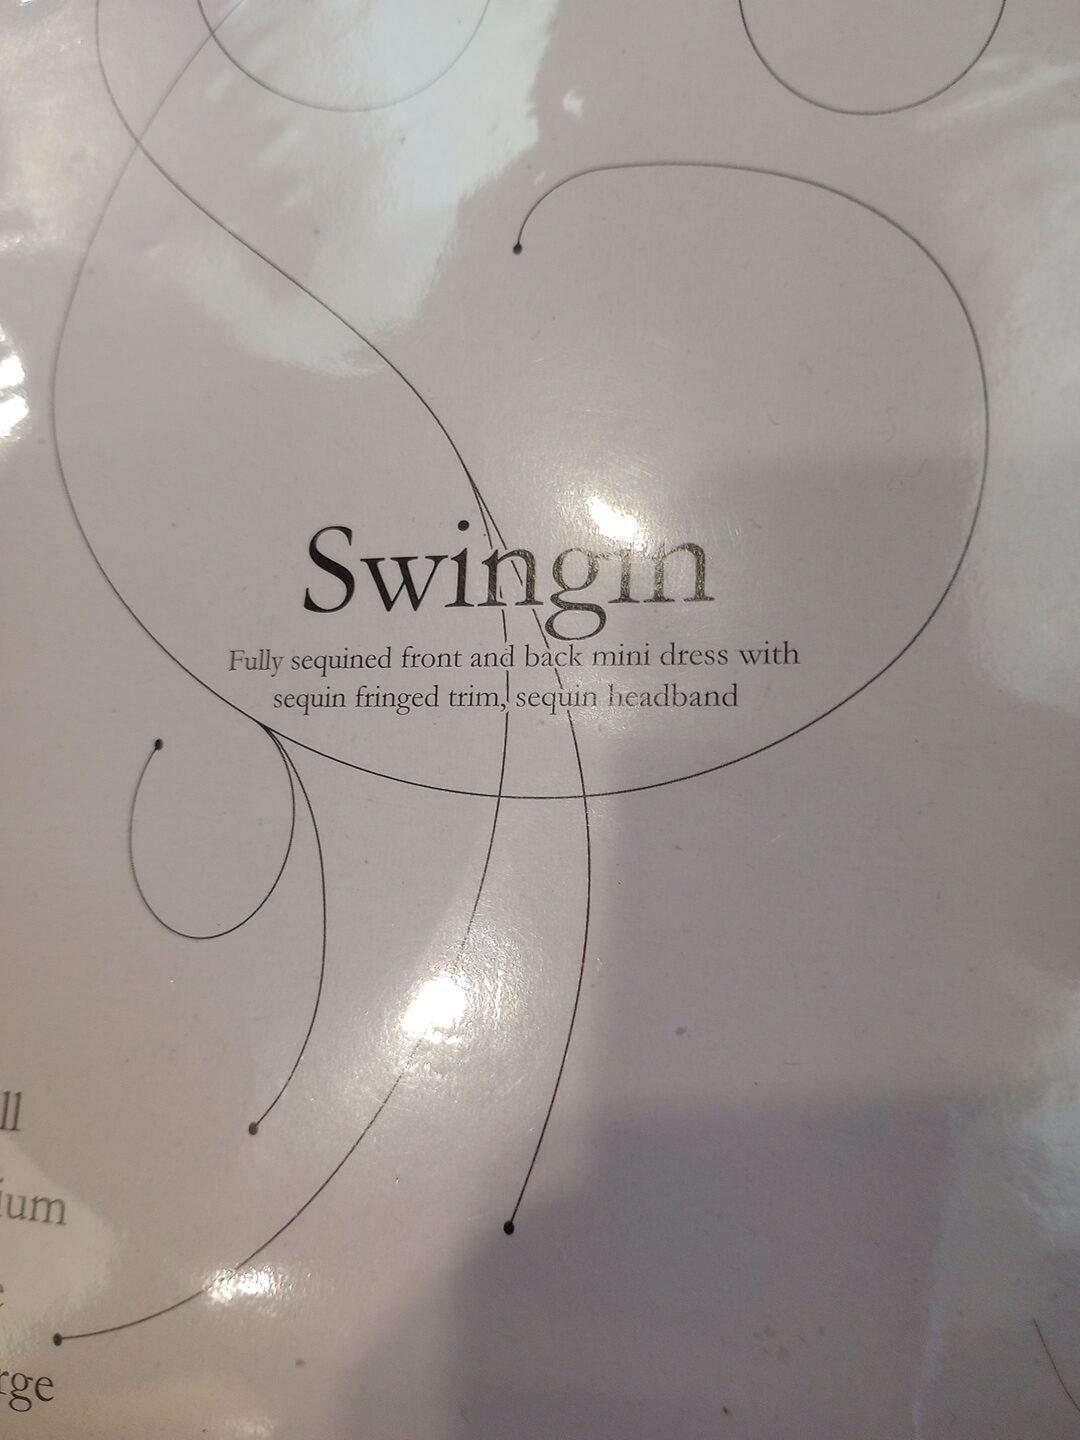 Swingin
Fully sequined front and back mini dress with
sequin fringed trim, sequin headband
ll
ium
e
rge